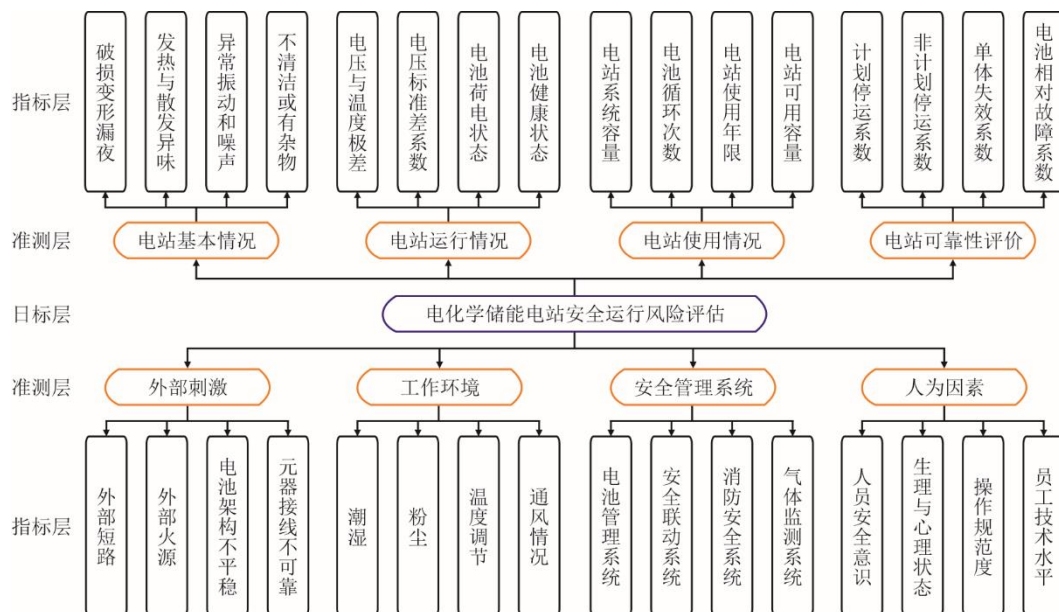 指标层
破损变形漏夜
发热与散发异味
异常振动和噪声
不清洁或有杂物
电压与温度极差
电压标准差系数
电池荷电状态
电池健康状态
电站系统容量
电池循环次数
电站使用年限
电站可用容量
计划停运系数
非计划停运系数
单体失效系数
电池相对故障系数
准测层
电站基本情况
电站运行情况
电站使用情况
电站可靠性评价
日标层
电化学储能电站安全运行风险评估
准测层
外部刺激
工作环境
安全管理系统
人为因素
指标层
外部短路
外部火源
电池架构不平稳
元器接线不可靠
潮湿
粉尘
温度调节
通风情况
电池管理系统
安全联动系统
消防安全系统
气体监测系统
人员安全意识
生理与心理状态
操作规范度
员工技术水平